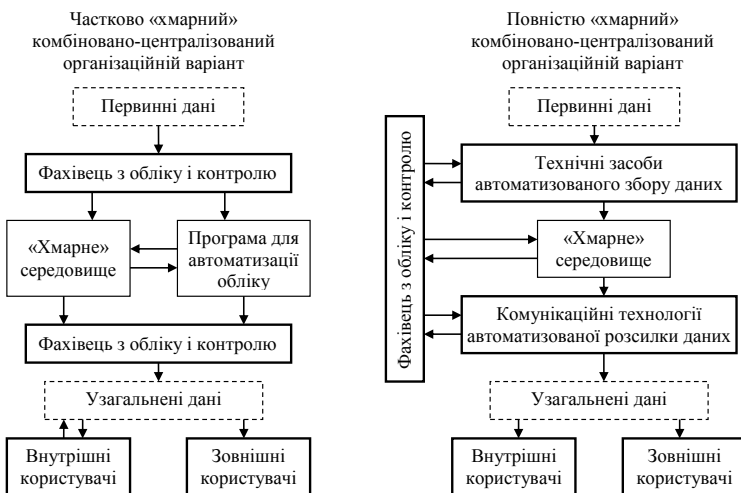 Частково «хмарний»
комбіновано-централізований
організаційній варіант
Первинні дані
Фахівець з обліку і контролю
«Хмарне»
середовище
Програма для
автоматизації
обліку
Фахівець з обліку і контролю
Узагальнені дані
Внутрішні
користувачі
Зовнішні
користувачі
Повністю «хмарний»
комбіновано-централізований
організаційній варіант
Первинні дані
Фахівець з обліку і контролю
Технічні засоби
автоматизованого збору даних
«Хмарне»
середовище
Комунікаційні технології
автоматизованої розсилки даних
Узагальнені дані
Внутрішні
користувачі
Зовнішні
користувачі